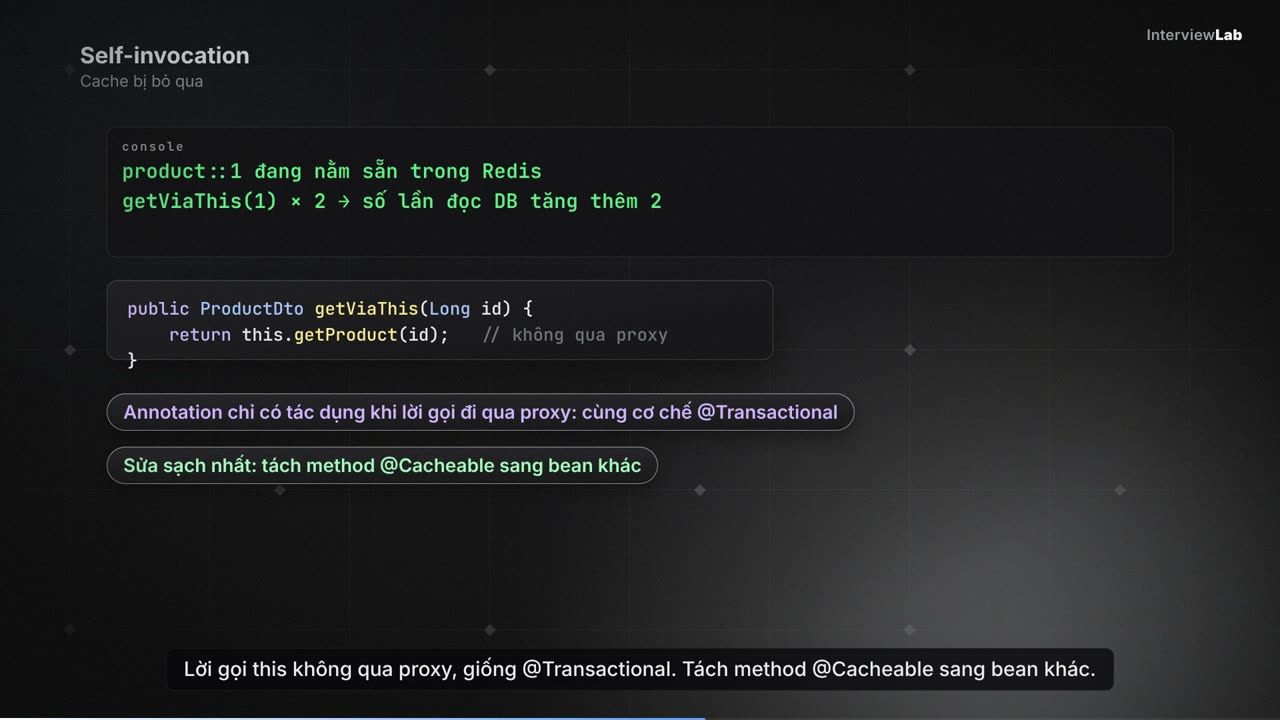 Self-invocation
InterviewLab
Cache bị bỏ qua
console
product::1 đang nằm sẵn trong Redis
getViaThis(1) × 2 → số lần đọc DB tăng thêm 2
public ProductDto getViaThis(Long id) {
    return this.getProduct(id);   // không qua proxy
}
Annotation chỉ có tác dụng khi lời gọi đi qua proxy: cùng cơ chế @Transactional
Sửa sạch nhất: tách method @Cacheable sang bean khác
Lời gọi this không qua proxy, giống @Transactional. Tách method @Cacheable sang bean khác.